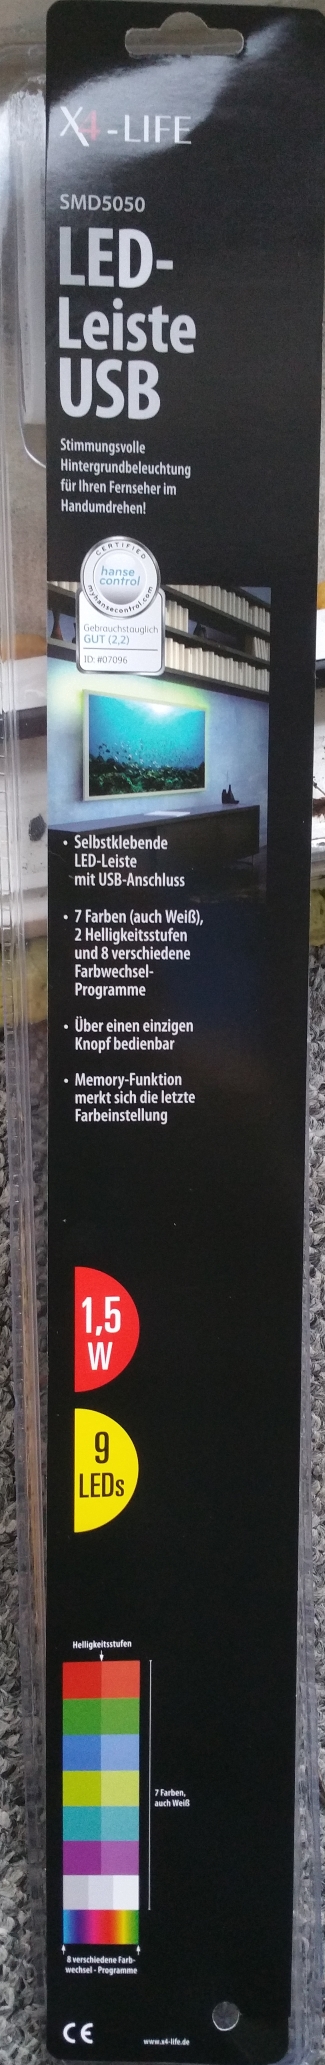 X4-LIFE
SMD5050
LED-
Leiste
USB
Stimmungsvolle
Hintergrundbeleuchtung
für Ihren Fernseher im
Handumdrehen!
CERTIFIED
hanse
control
myhansecontrol.com
Gebrauchstauglich
GUT (2,2)
ID: #07096
• Selbstklebende
LED-Leiste
mit USB-Anschluss
• 7 Farben (auch Weiß),
2 Helligkeitsstufen
und 8 verschiedene
Farbwechsel-
Programme
• Über einen einzigen
Knopf bedienbar
• Memory-Funktion
merkt sich die letzte
Farbeinstellung
1,5
W
9
LEDs
Helligkeitsstufen
7 Farben,
auch Weiß
8 verschiedene Farb-
wechsel - Programme
CE
www.x4-life.de